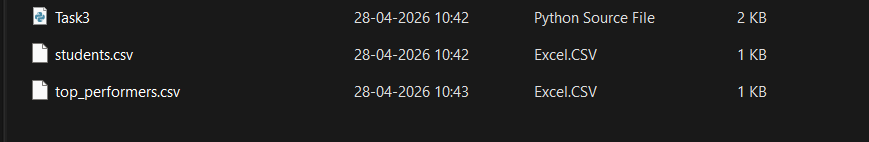 Task3 28-04-2026 10:42 Python Source File 2 KB
students.csv 28-04-2026 10:42 Excel.CSV 1 KB
top_performers.csv 28-04-2026 10:43 Excel.CSV 1 KB